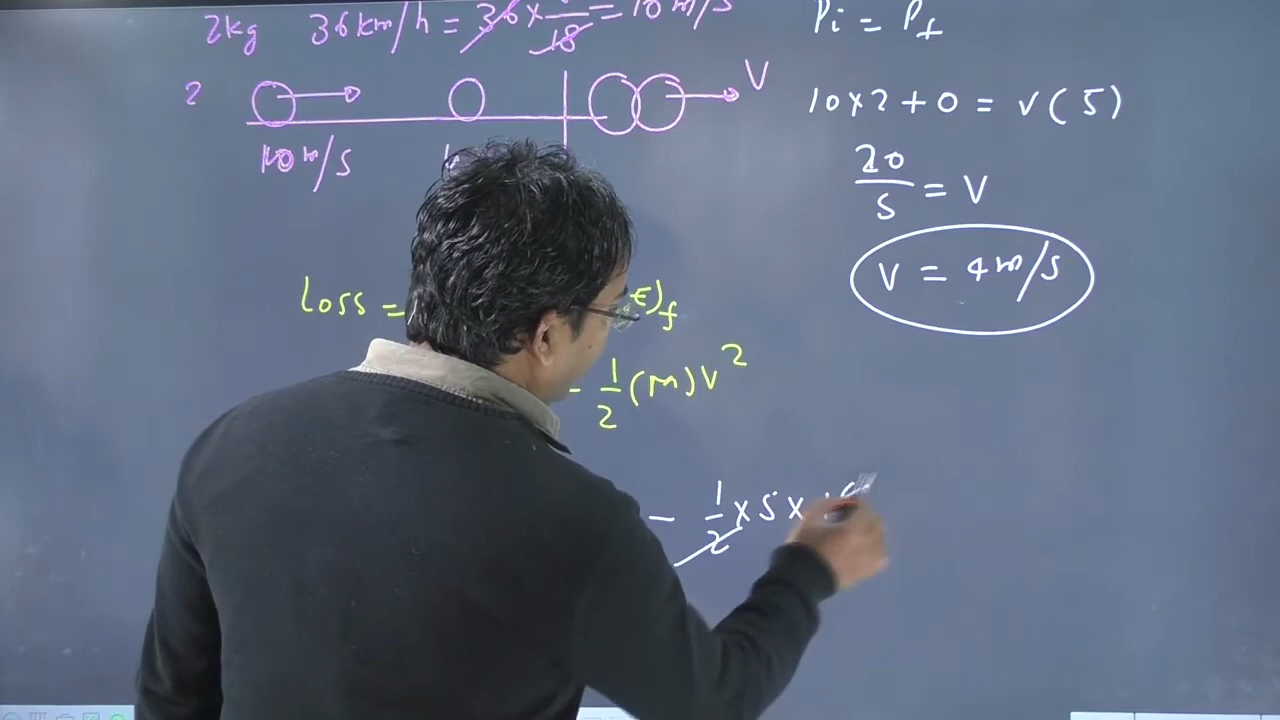 2kg 36km/h = 36 × 5/18 = 10 m/s
2 V
10 m/s
Loss = )f
- 1/2 (m) V²
- 1/2 × 5 ×
Pi = Pf
10×2 + 0 = v(5)
20/5 = V
V = 4m/s